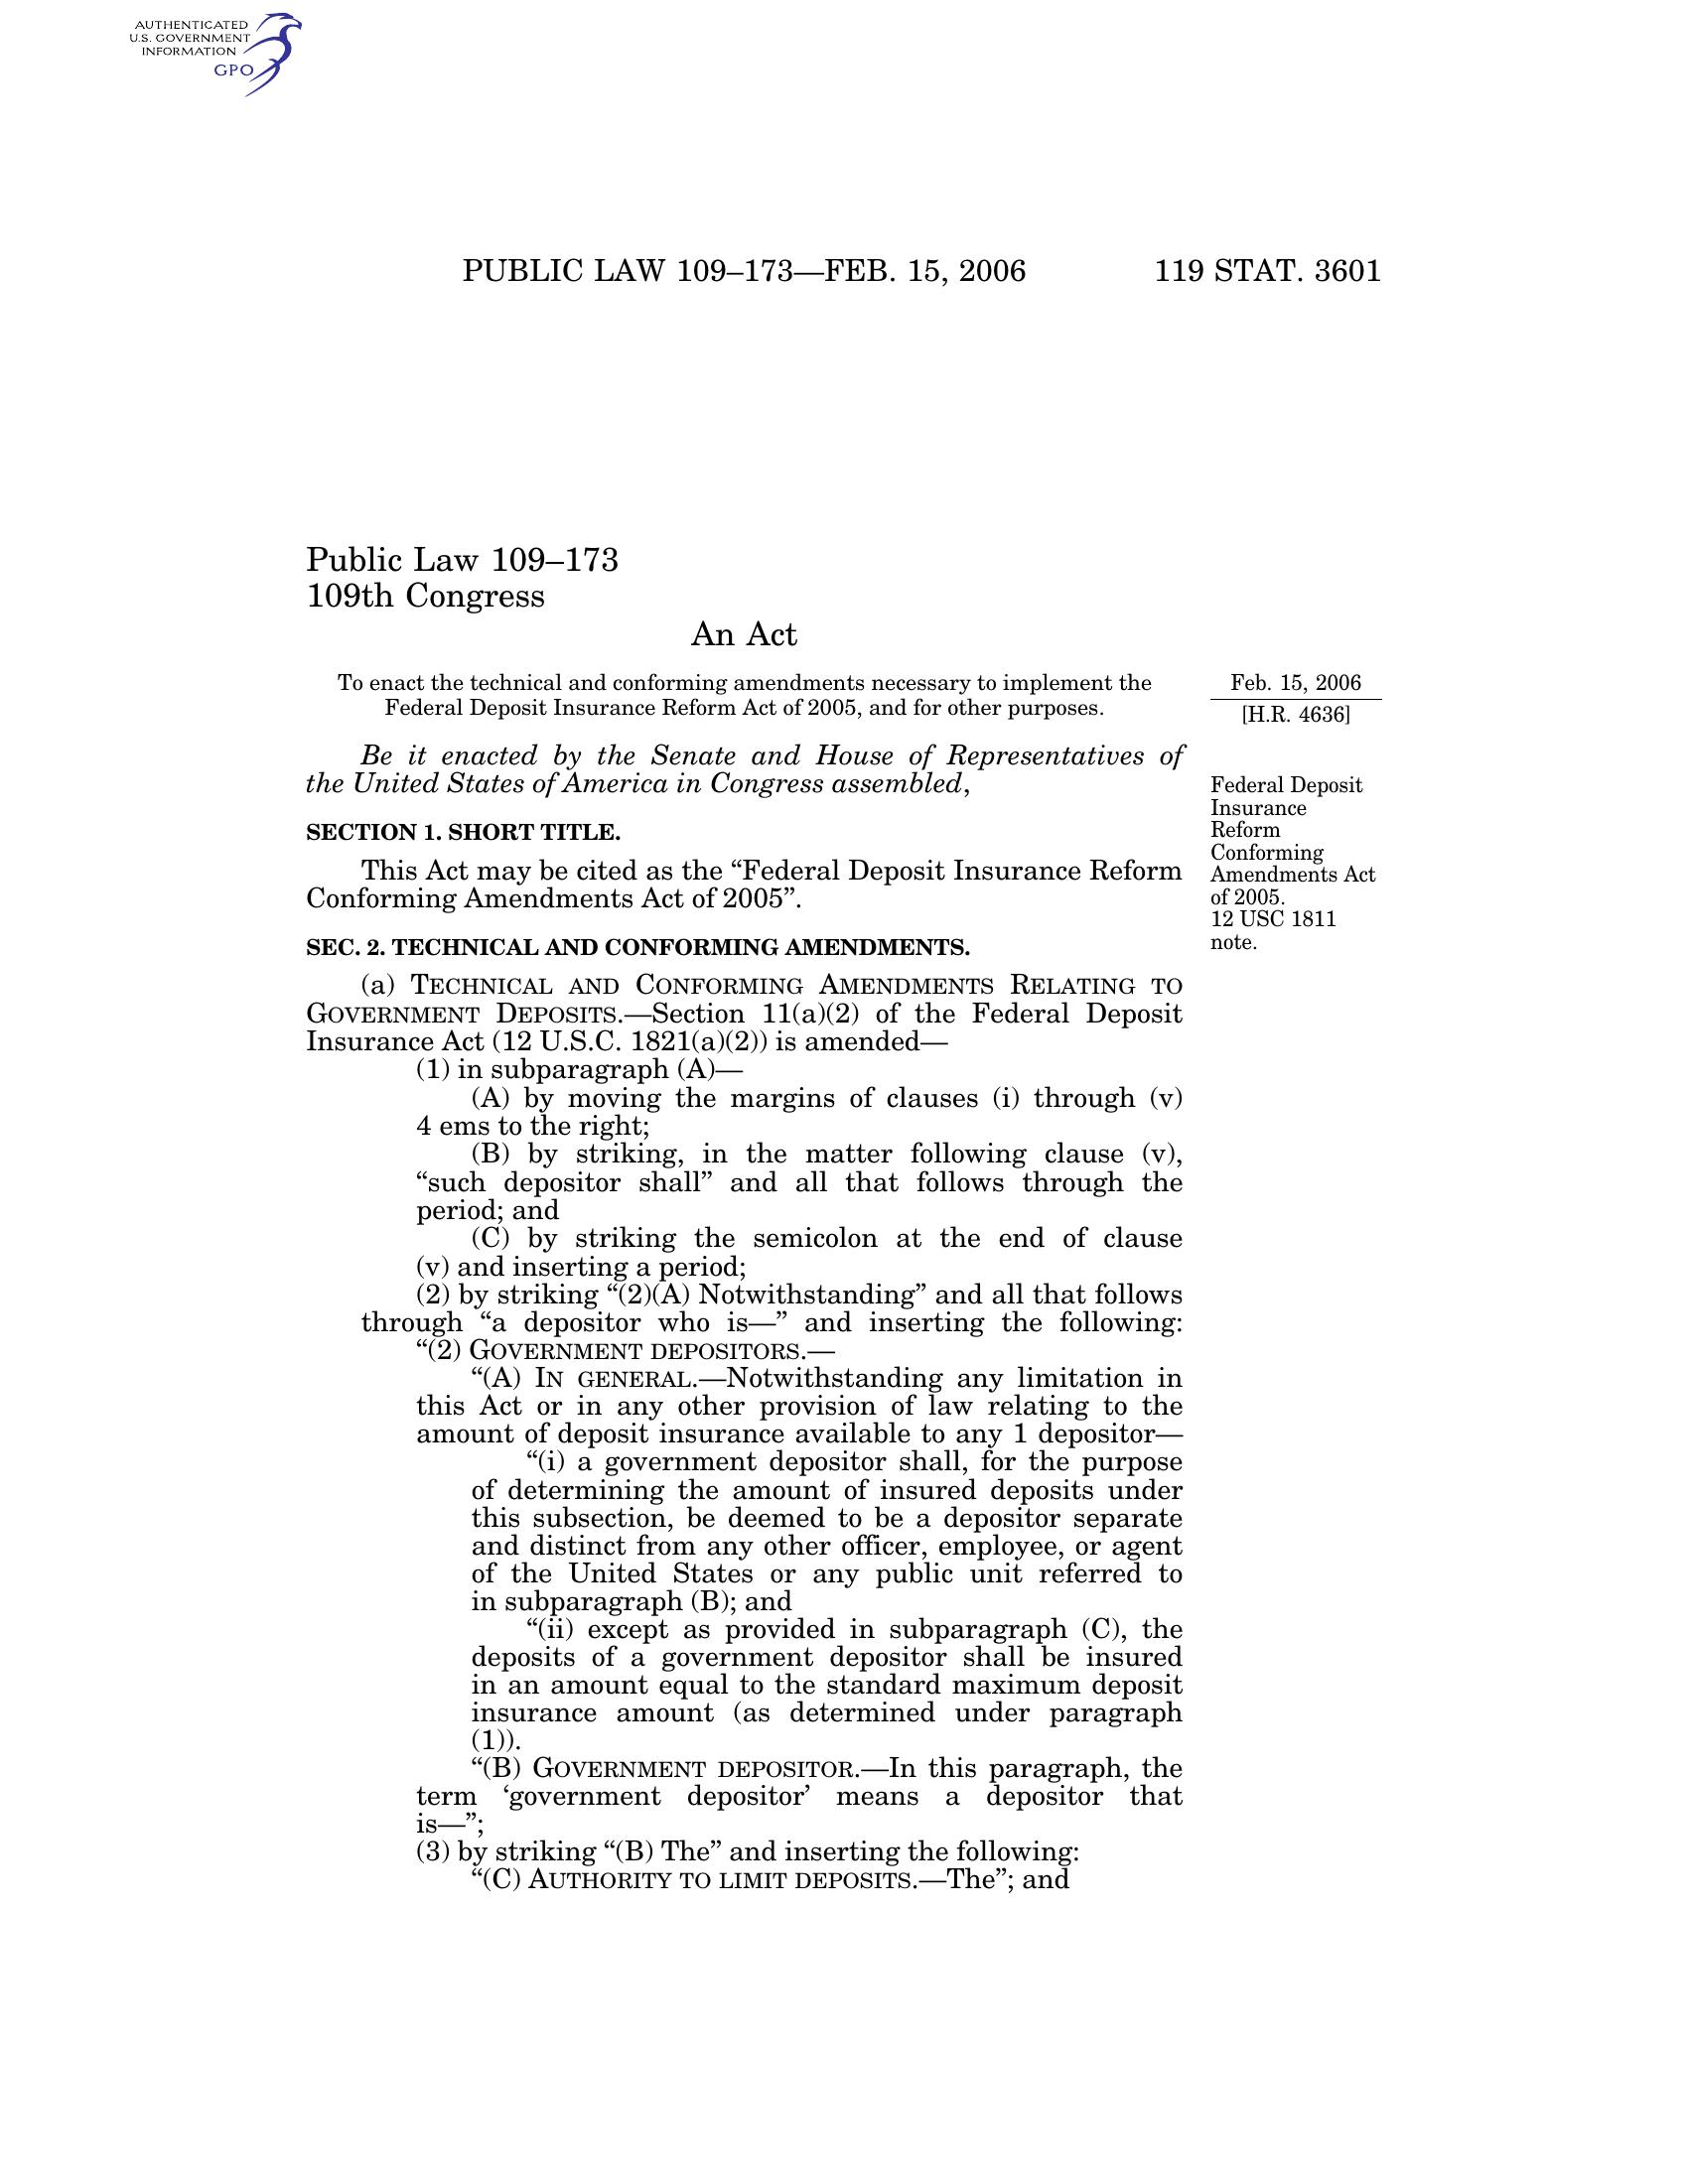 AUTHENTICATED
U.S. GOVERNMENT
INFORMATION
GPO
PUBLIC LAW 109–173—FEB. 15, 2006
119 STAT. 3601
Public Law 109–173
109th Congress
An Act
To enact the technical and conforming amendments necessary to implement the
Federal Deposit Insurance Reform Act of 2005, and for other purposes.
Feb. 15, 2006
[H.R. 4636]
Be it enacted by the Senate and House of Representatives of
the United States of America in Congress assembled,
Federal Deposit
Insurance
Reform
Conforming
Amendments Act
of 2005.
12 USC 1811
note.
SECTION 1. SHORT TITLE.
This Act may be cited as the “Federal Deposit Insurance Reform
Conforming Amendments Act of 2005”.
SEC. 2. TECHNICAL AND CONFORMING AMENDMENTS.
(a) TECHNICAL AND CONFORMING AMENDMENTS RELATING TO
GOVERNMENT DEPOSITS.—Section 11(a)(2) of the Federal Deposit
Insurance Act (12 U.S.C. 1821(a)(2)) is amended—
(1) in subparagraph (A)—
(A) by moving the margins of clauses (i) through (v)
4 ems to the right;
(B) by striking, in the matter following clause (v),
“such depositor shall” and all that follows through the
period; and
(C) by striking the semicolon at the end of clause
(v) and inserting a period;
(2) by striking “(2)(A) Notwithstanding” and all that follows
through “a depositor who is—” and inserting the following:
“(2) GOVERNMENT DEPOSITORS.—
“(A) IN GENERAL.—Notwithstanding any limitation in
this Act or in any other provision of law relating to the
amount of deposit insurance available to any 1 depositor—
“(i) a government depositor shall, for the purpose
of determining the amount of insured deposits under
this subsection, be deemed to be a depositor separate
and distinct from any other officer, employee, or agent
of the United States or any public unit referred to
in subparagraph (B); and
“(ii) except as provided in subparagraph (C), the
deposits of a government depositor shall be insured
in an amount equal to the standard maximum deposit
insurance amount (as determined under paragraph
(1)).
“(B) GOVERNMENT DEPOSITOR.—In this paragraph, the
term ‘government depositor’ means a depositor that
is—”;
(3) by striking “(B) The” and inserting the following:
“(C) AUTHORITY TO LIMIT DEPOSITS.—The”; and